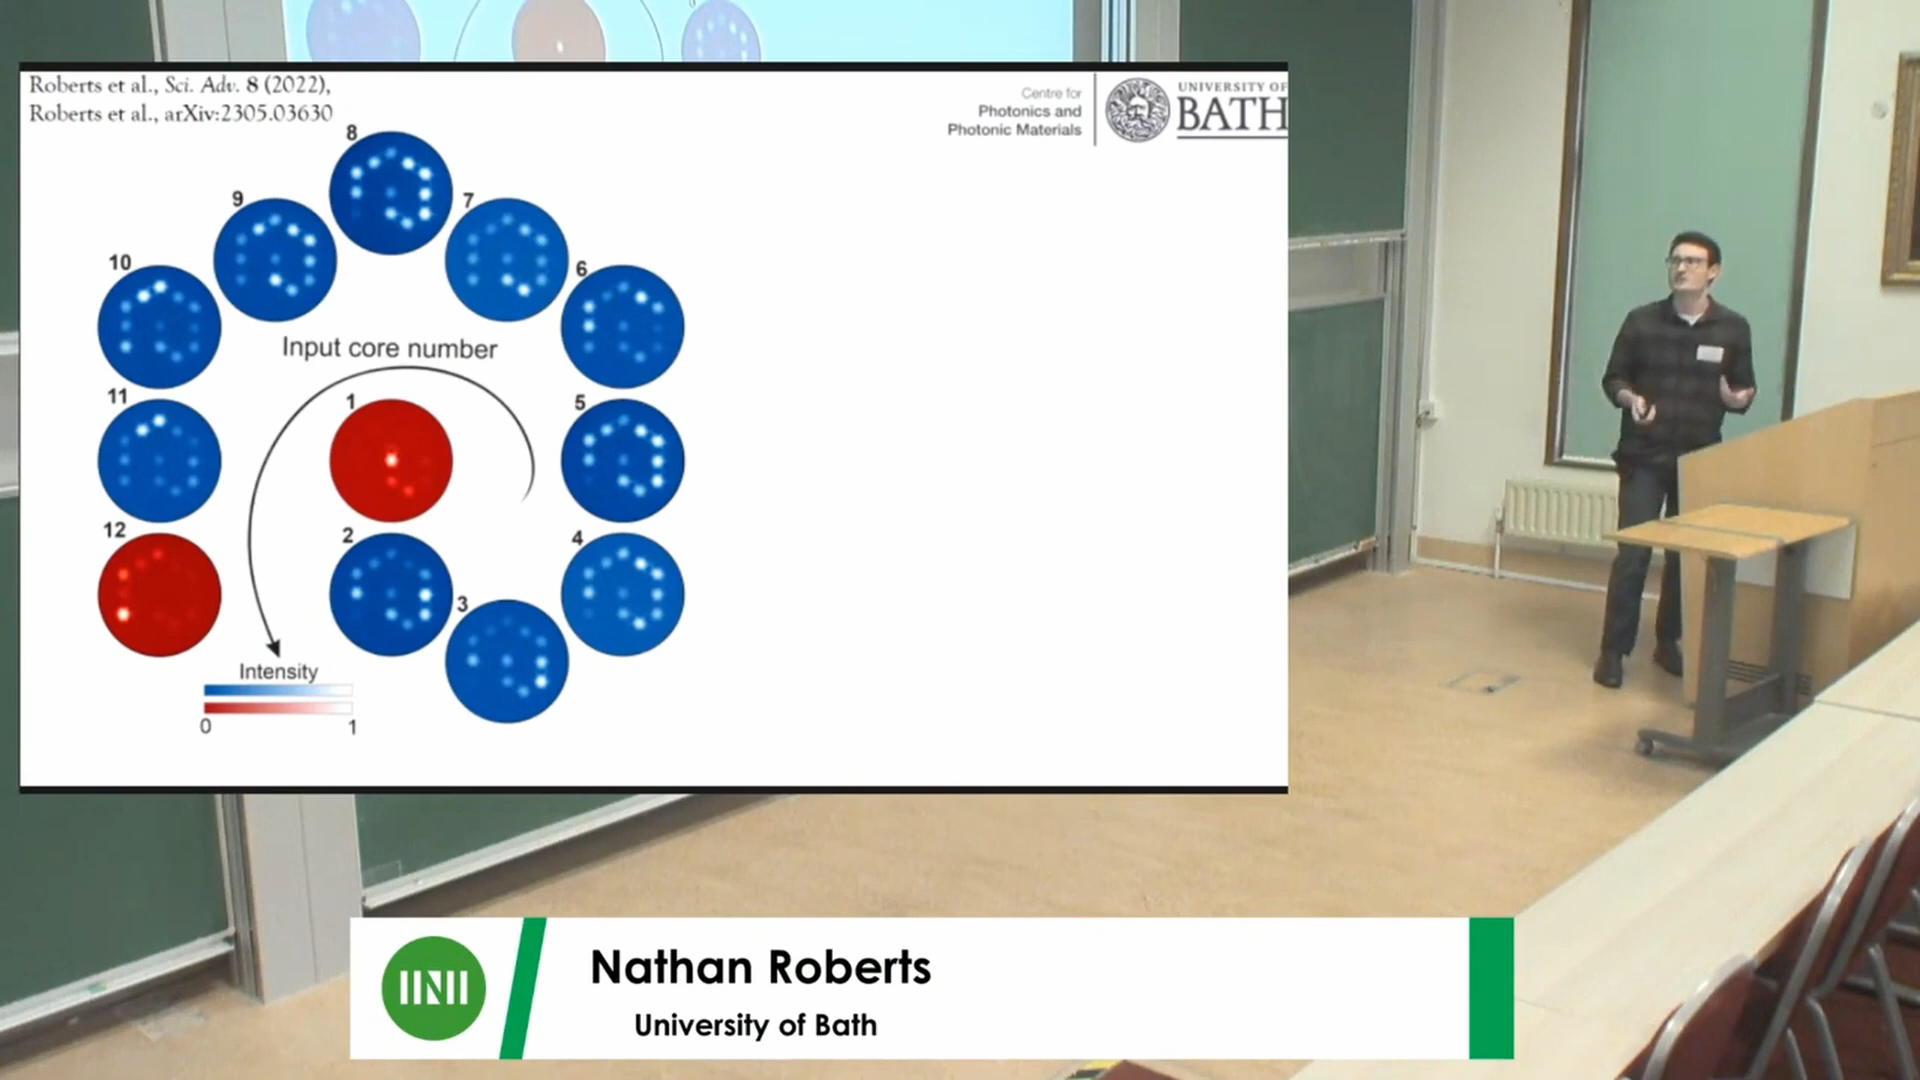 Roberts et al., Sci. Adv. 8 (2022),
Roberts et al., arXiv:2305.03630
Centre for
Photonics and
Photonic Materials
UNIVERSITY OF
BATH
8
9
7
10
6
Input core number
11
1
5
12
2
4
3
Intensity
0 1
Nathan Roberts
University of Bath